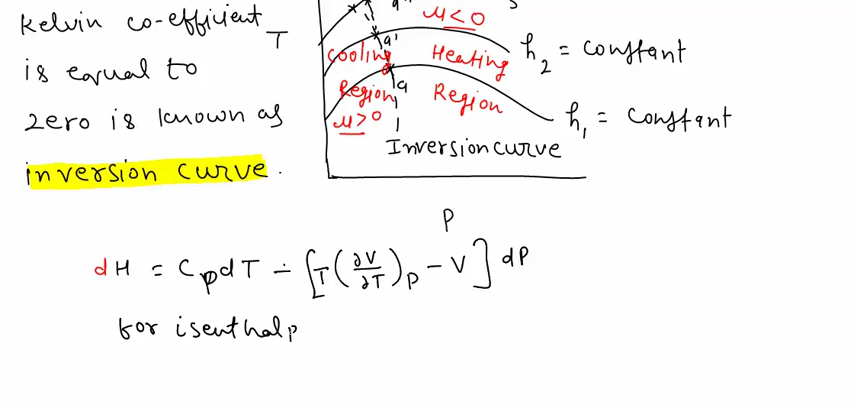 Kelvin co-efficient
is equal to
zero is known as
inversion curve.
T
μ<0
a'
cooling
Heating
a
Region
Region
μ>0
h₂ = constant
h₁ = constant
Inversion curve
P
dH = CpdT - [T(∂V/∂T)P - V] dP
for isenthalp